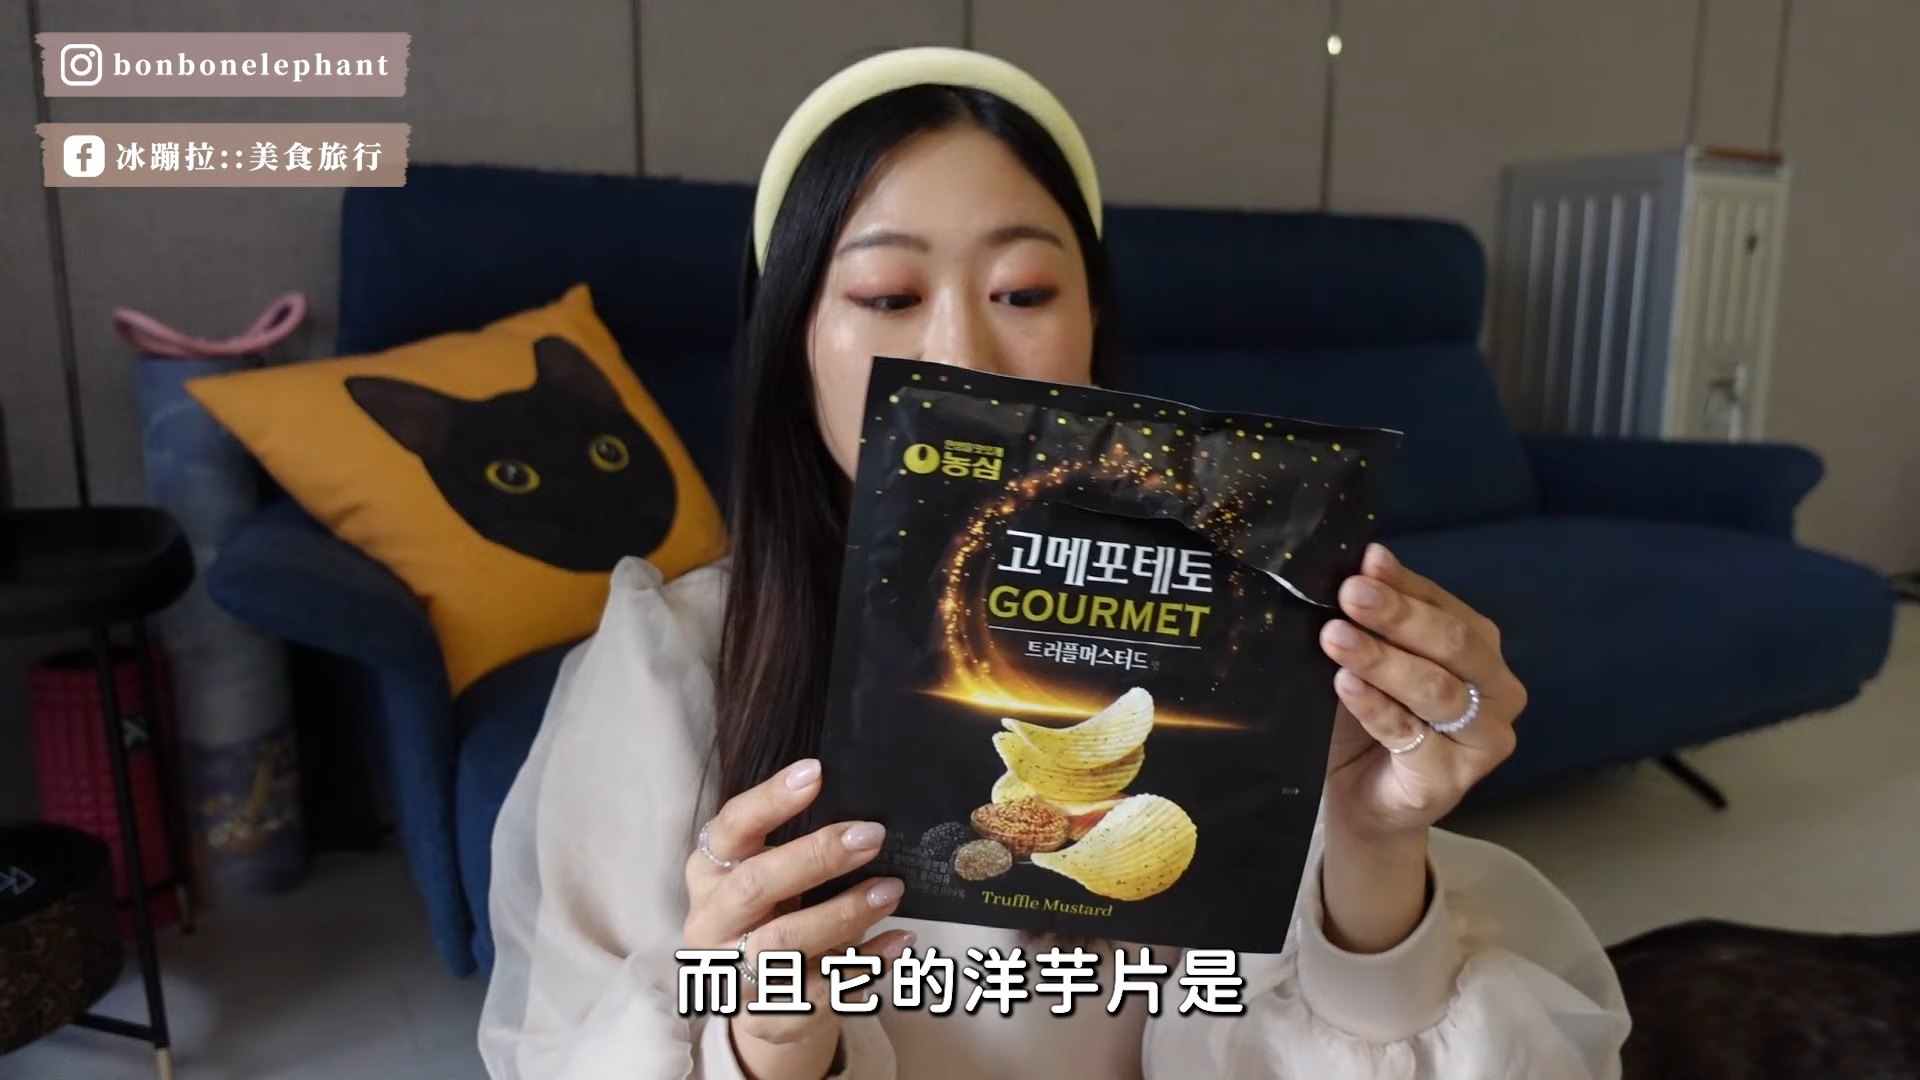 bonbonelephant
冰蹦拉::美食旅行
농심
고메포테토
GOURMET
트러플머스터드 맛
Truffle Mustard
而且它的洋芋片是